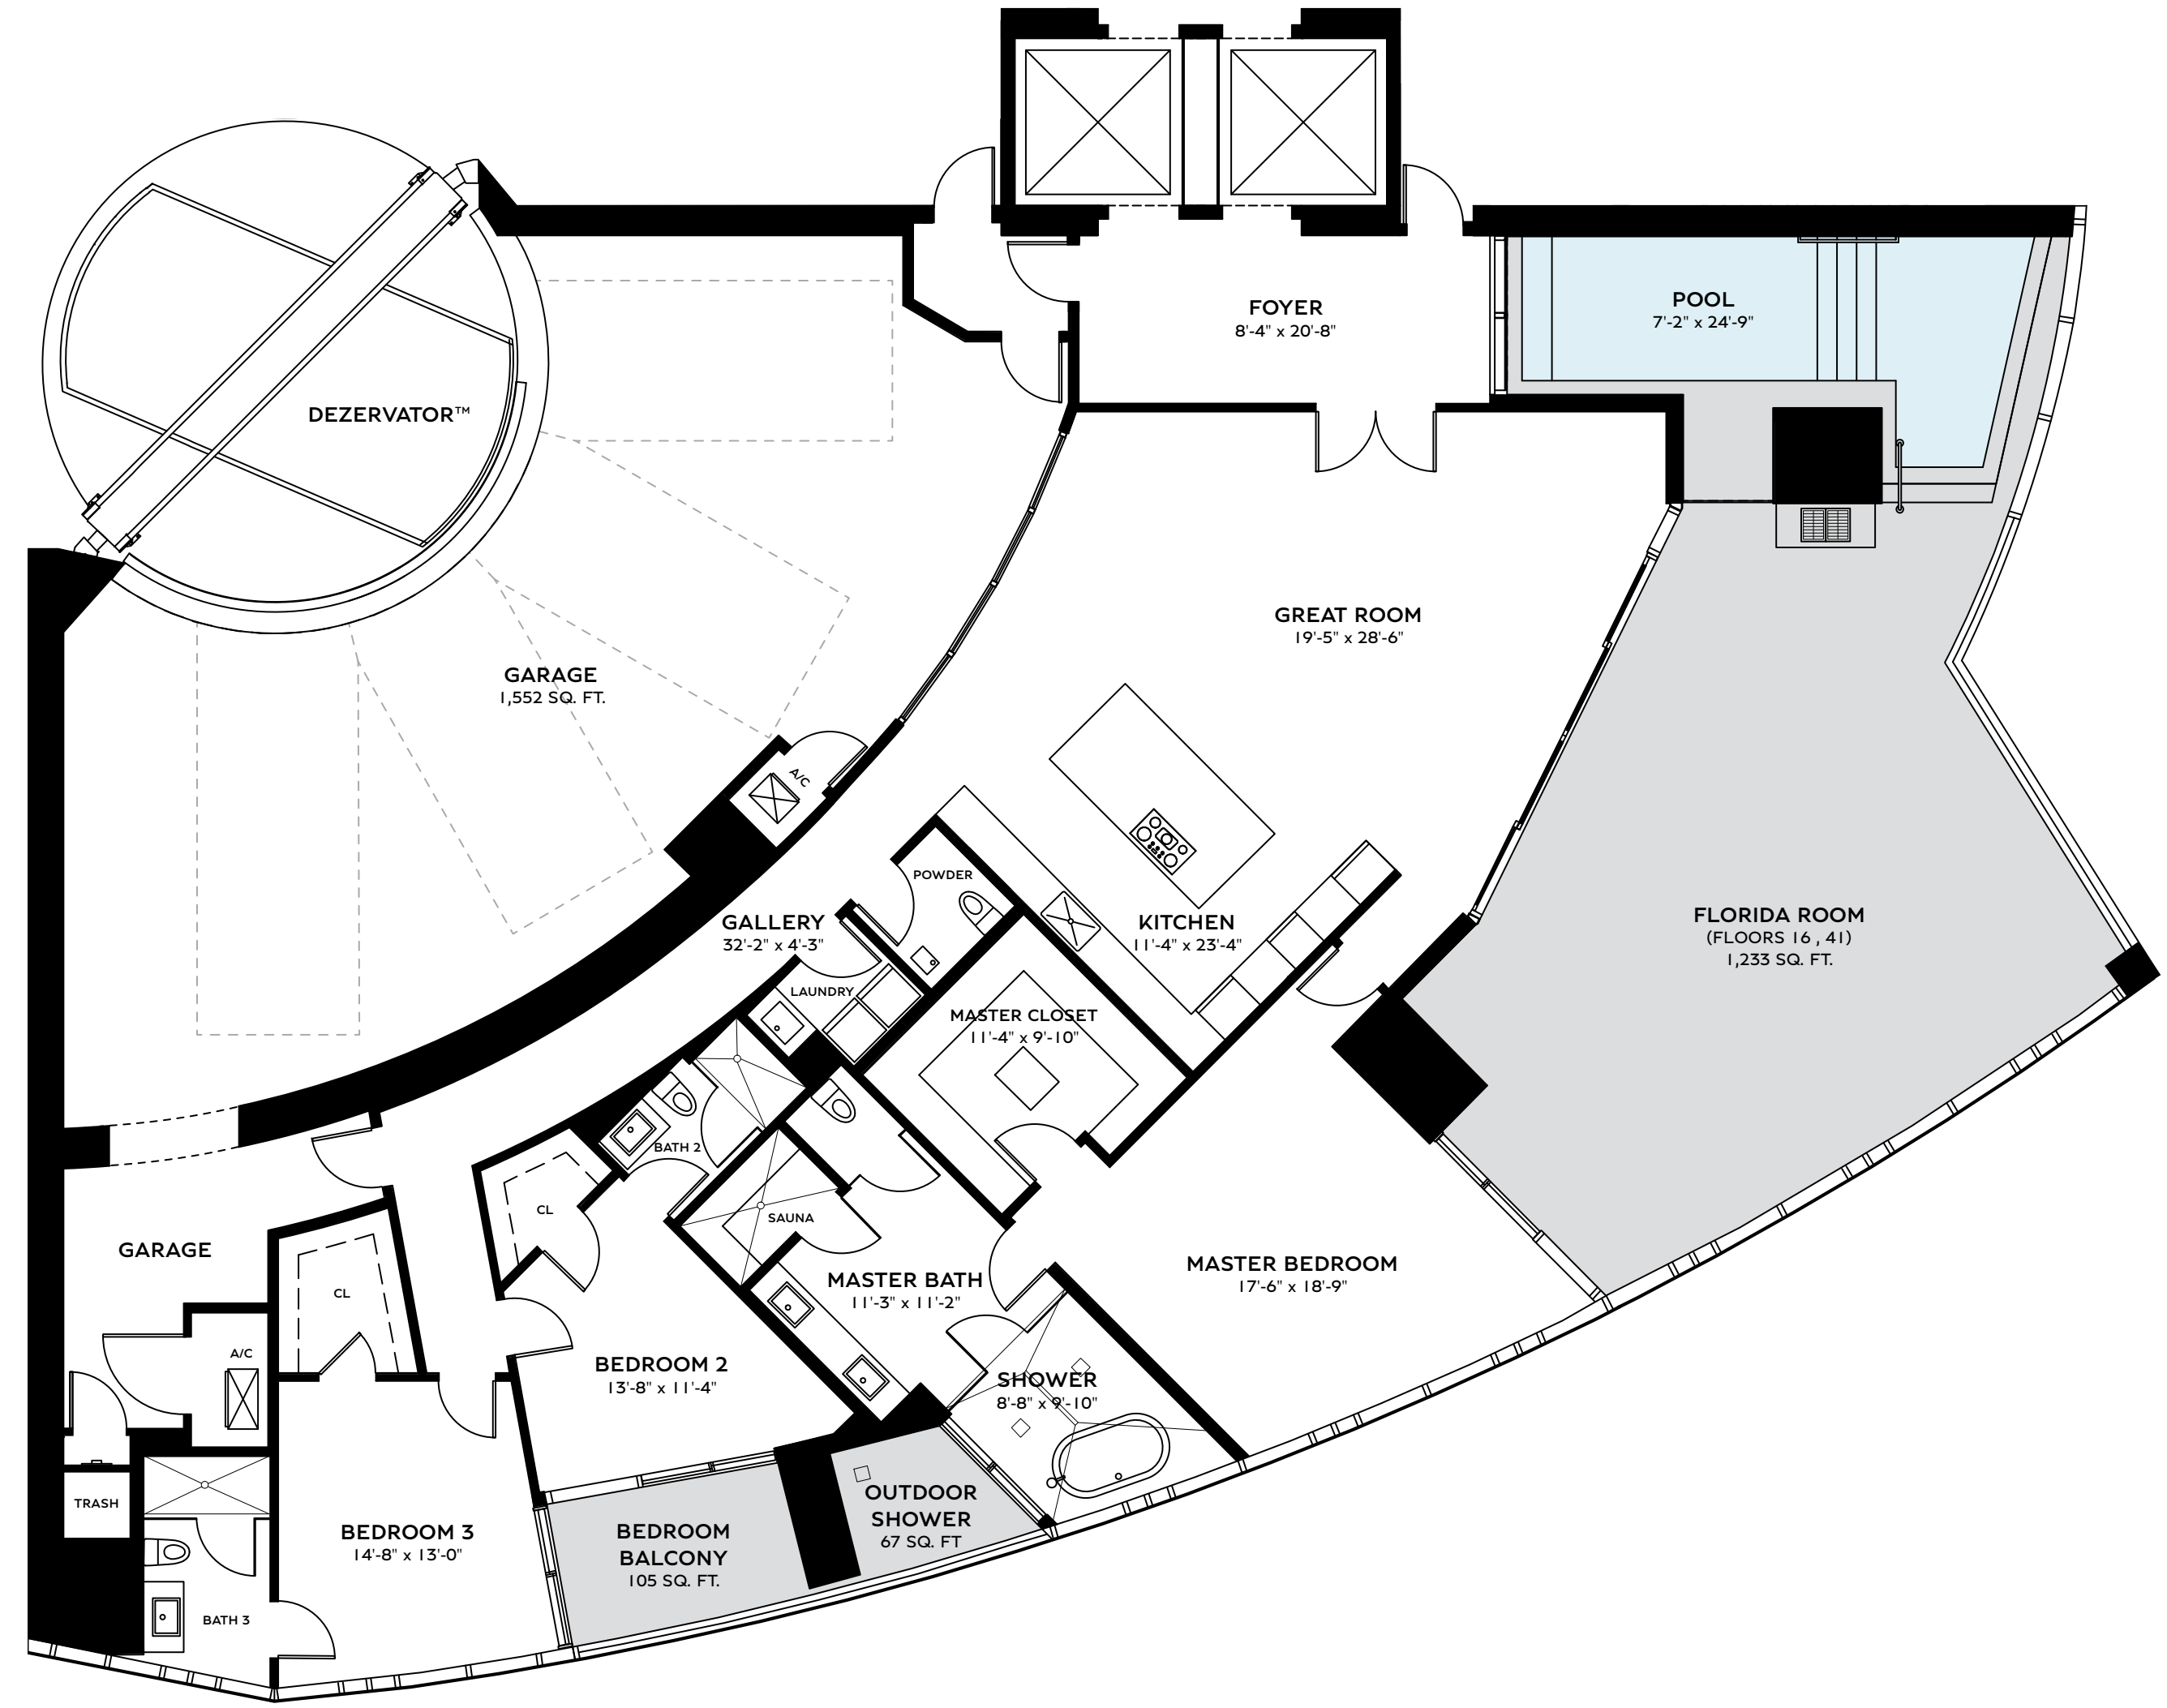 FOYER
8'-4" x 20'-8"
POOL
7'-2" x 24'-9"
DEZERVATOR™
GREAT ROOM
19'-5" x 28'-6"
GARAGE
1,552 SQ. FT.
A/C
POWDER
GALLERY
32'-2" x 4'-3"
KITCHEN
11'-4" x 23'-4"
FLORIDA ROOM
(FLOORS 16 , 41)
1,233 SQ. FT.
LAUNDRY
MASTER CLOSET
11'-4" x 9'-10"
BATH 2
CL
SAUNA
GARAGE
CL
MASTER BATH
11'-3" x 11'-2"
MASTER BEDROOM
17'-6" x 18'-9"
A/C
BEDROOM 2
13'-8" x 11'-4"
SHOWER
8'-8" x 9'-10"
TRASH
OUTDOOR
SHOWER
67 SQ. FT
BEDROOM 3
14'-8" x 13'-0"
BEDROOM
BALCONY
105 SQ. FT.
BATH 3